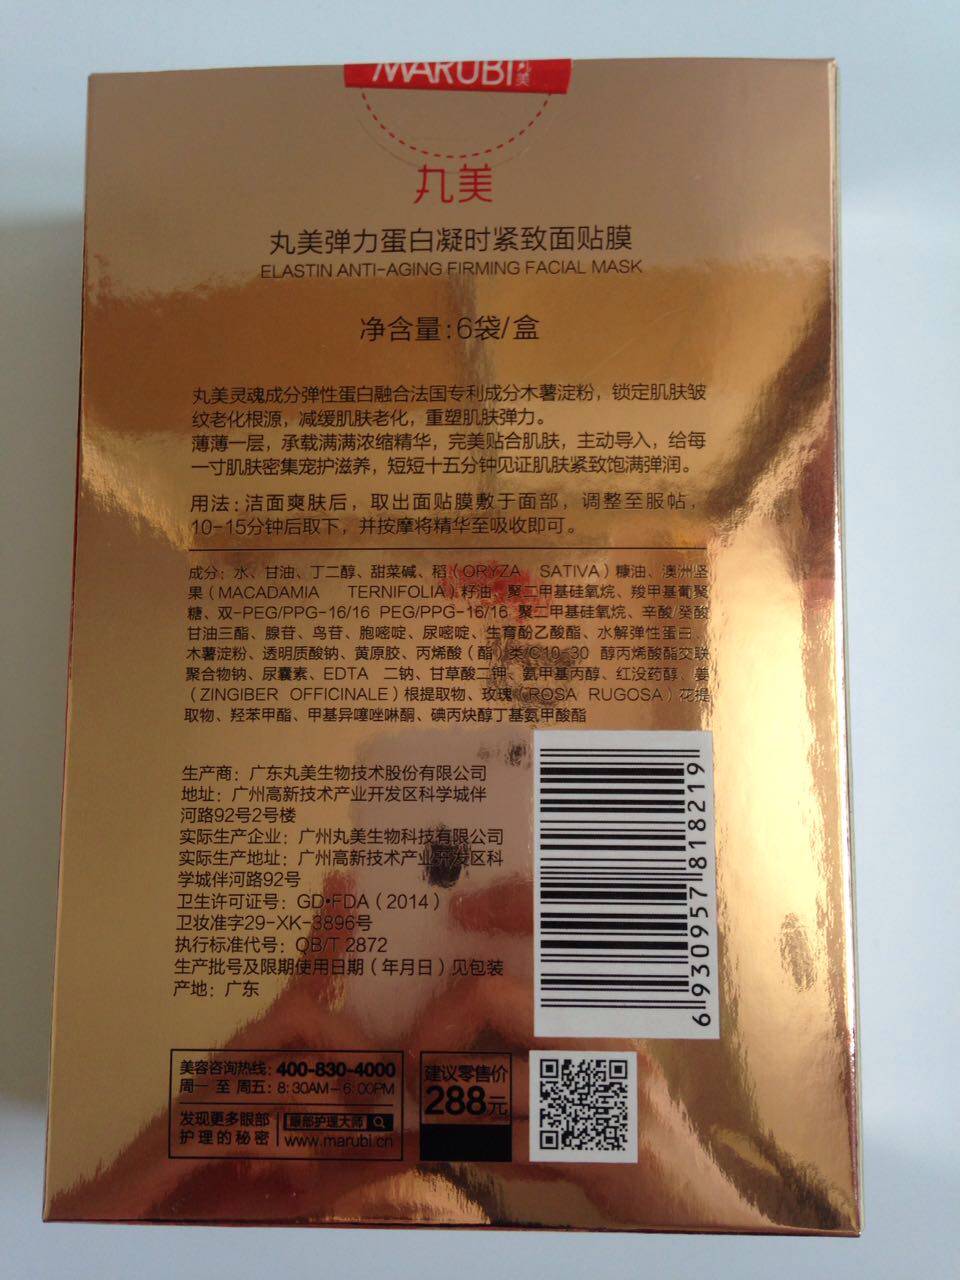 MARUBI丸美
丸美
丸美弹力蛋白凝时紧致面贴膜
ELASTIN ANTI-AGING FIRMING FACIAL MASK
净含量:6袋/盒
丸美灵魂成分弹性蛋白融合法国专利成分木薯淀粉，锁定肌肤皱
纹老化根源，减缓肌肤老化，重塑肌肤弹力。
薄薄一层，承载满满浓缩精华，完美贴合肌肤，主动导入，给每
一寸肌肤密集宠护滋养，短短十五分钟见证肌肤紧致饱满弹润。
用法：洁面爽肤后，取出面贴膜敷于面部，调整至服帖，
10-15分钟后取下，并按摩将精华至吸收即可。
成分：水、甘油、丁二醇、甜菜碱、稻（ORYZA SATIVA）糠油、澳洲坚
果（MACADAMIA TERNIFOLIA）籽油、聚二甲基硅氧烷、羧甲基葡聚
糖、双-PEG/PPG-16/16 PEG/PPG-16/16 聚二甲基硅氧烷、辛酸/癸酸
甘油三酯、腺苷、鸟苷、胞嘧啶、尿嘧啶、生育酚乙酸酯、水解弹性蛋白、
木薯淀粉、透明质酸钠、黄原胶、丙烯酸（酯）类/C10-30 醇丙烯酸酯交联
聚合物钠、尿囊素、EDTA 二钠、甘草酸二钾、氨甲基丙醇、红没药醇、姜
（ZINGIBER OFFICINALE）根提取物、玫瑰（ROSA RUGOSA）花提
取物、羟苯甲酯、甲基异噻唑啉酮、碘丙炔醇丁基氨甲酸酯
生产商：广东丸美生物技术股份有限公司
地址：广州高新技术产业开发区科学城伴
河路92号2号楼
实际生产企业：广州丸美生物科技有限公司
实际生产地址：广州高新技术产业开发区科
学城伴河路92号
卫生许可证号：GD•FDA（2014）
卫妆准字29-XK-3896号
执行标准代号：QB/T 2872
生产批号及限期使用日期（年月日）见包装
产地：广东
6930957818219
美容咨询热线: 400-830-4000
周一 至 周五：8:30AM-6:00PM
发现更多眼部
护理的秘密
眼部护理大师
www.marubi.cn
建议零售价
288元